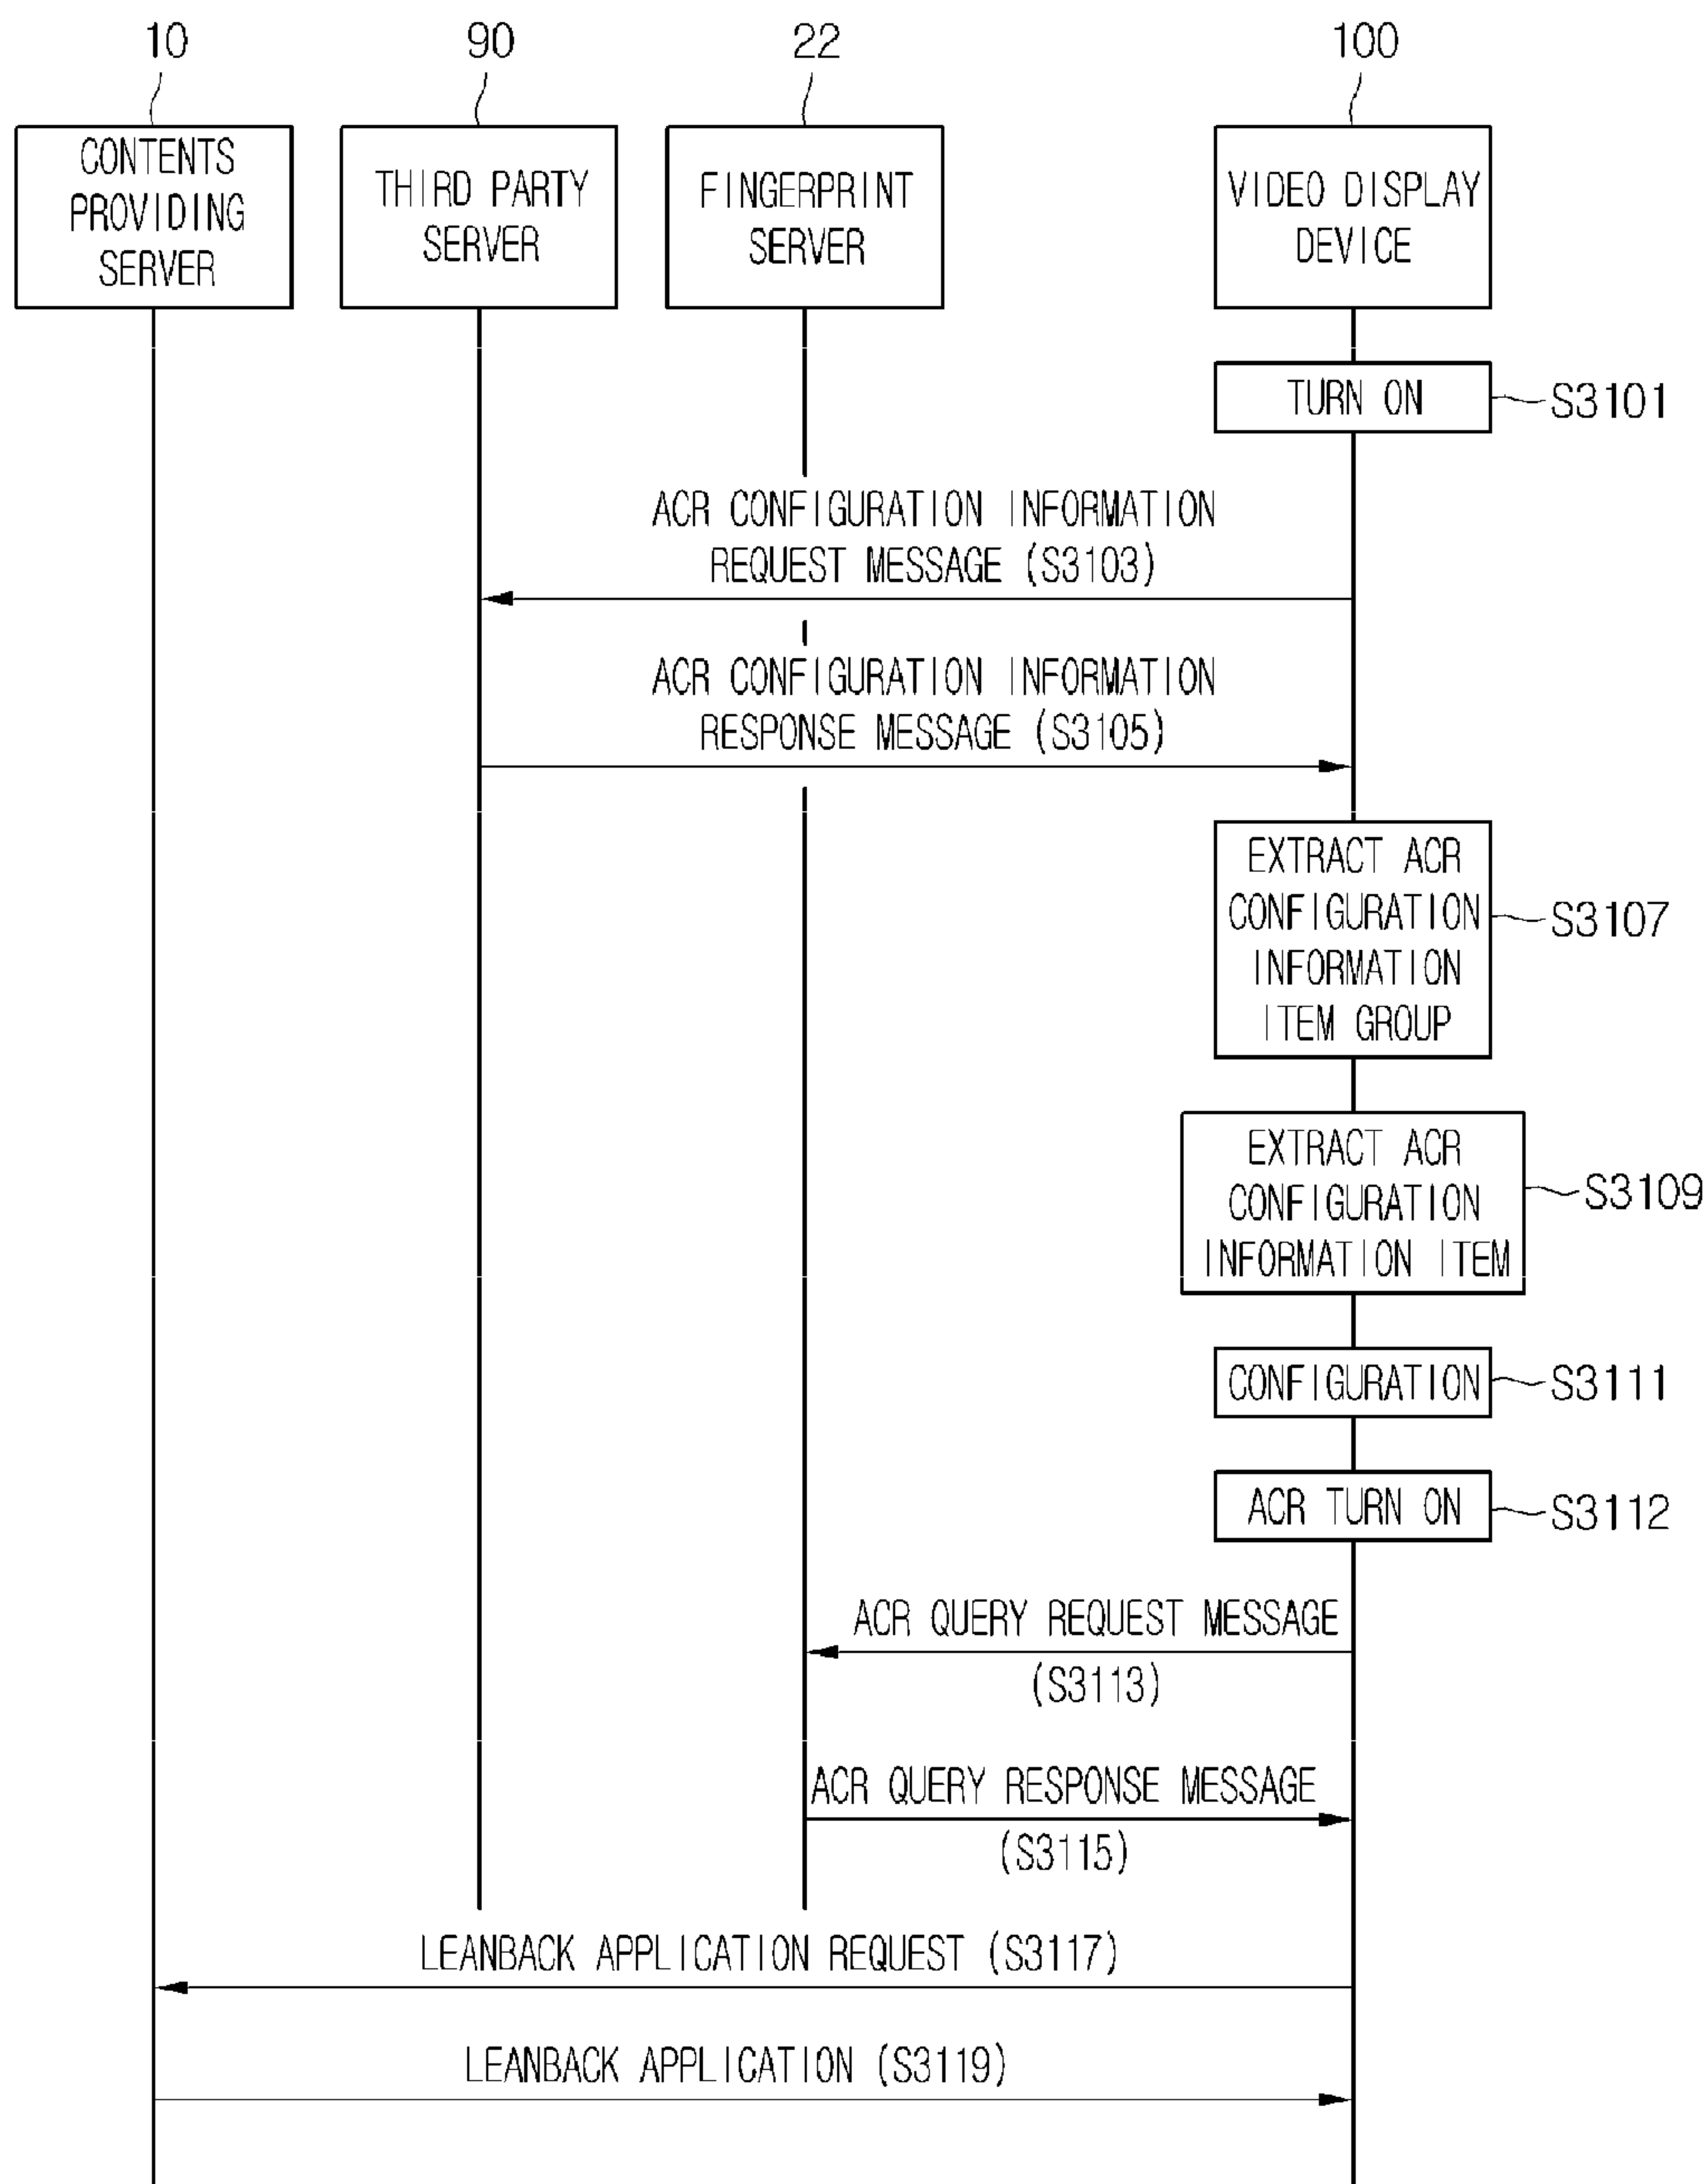 10
90
22
100
CONTENTS
PROVIDING
SERVER
THIRD PARTY
SERVER
FINGERPRINT
SERVER
VIDEO DISPLAY
DEVICE
TURN ON
S3101
ACR CONFIGURATION INFORMATION
REQUEST MESSAGE (S3103)
ACR CONFIGURATION INFORMATION
RESPONSE MESSAGE (S3105)
EXTRACT ACR
CONFIGURATION
INFORMATION
ITEM GROUP
S3107
EXTRACT ACR
CONFIGURATION
INFORMATION ITEM
S3109
CONFIGURATION
S3111
ACR TURN ON
S3112
ACR QUERY REQUEST MESSAGE
(S3113)
ACR QUERY RESPONSE MESSAGE
(S3115)
LEANBACK APPLICATION REQUEST (S3117)
LEANBACK APPLICATION (S3119)